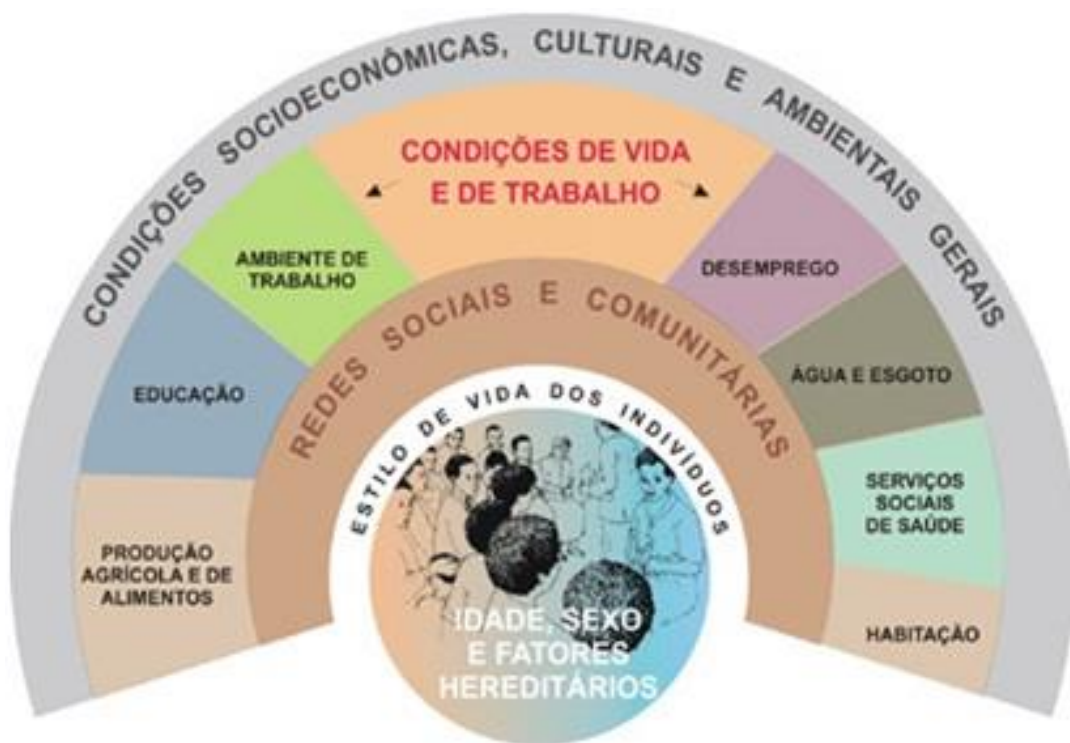 CONDIÇÕES SOCIOECONÔMICAS, CULTURAIS E AMBIENTAIS GERAIS
CONDIÇÕES DE VIDA
E DE TRABALHO
AMBIENTE DE
TRABALHO
DESEMPREGO
EDUCAÇÃO
ÁGUA E ESGOTO
PRODUÇÃO
AGRÍCOLA E DE
ALIMENTOS
SERVIÇOS
SOCIAIS
DE SAÚDE
HABITAÇÃO
REDES SOCIAIS E COMUNITÁRIAS
ESTILO DE VIDA DOS INDIVÍDUOS
IDADE, SEXO
E FATORES
HEREDITÁRIOS